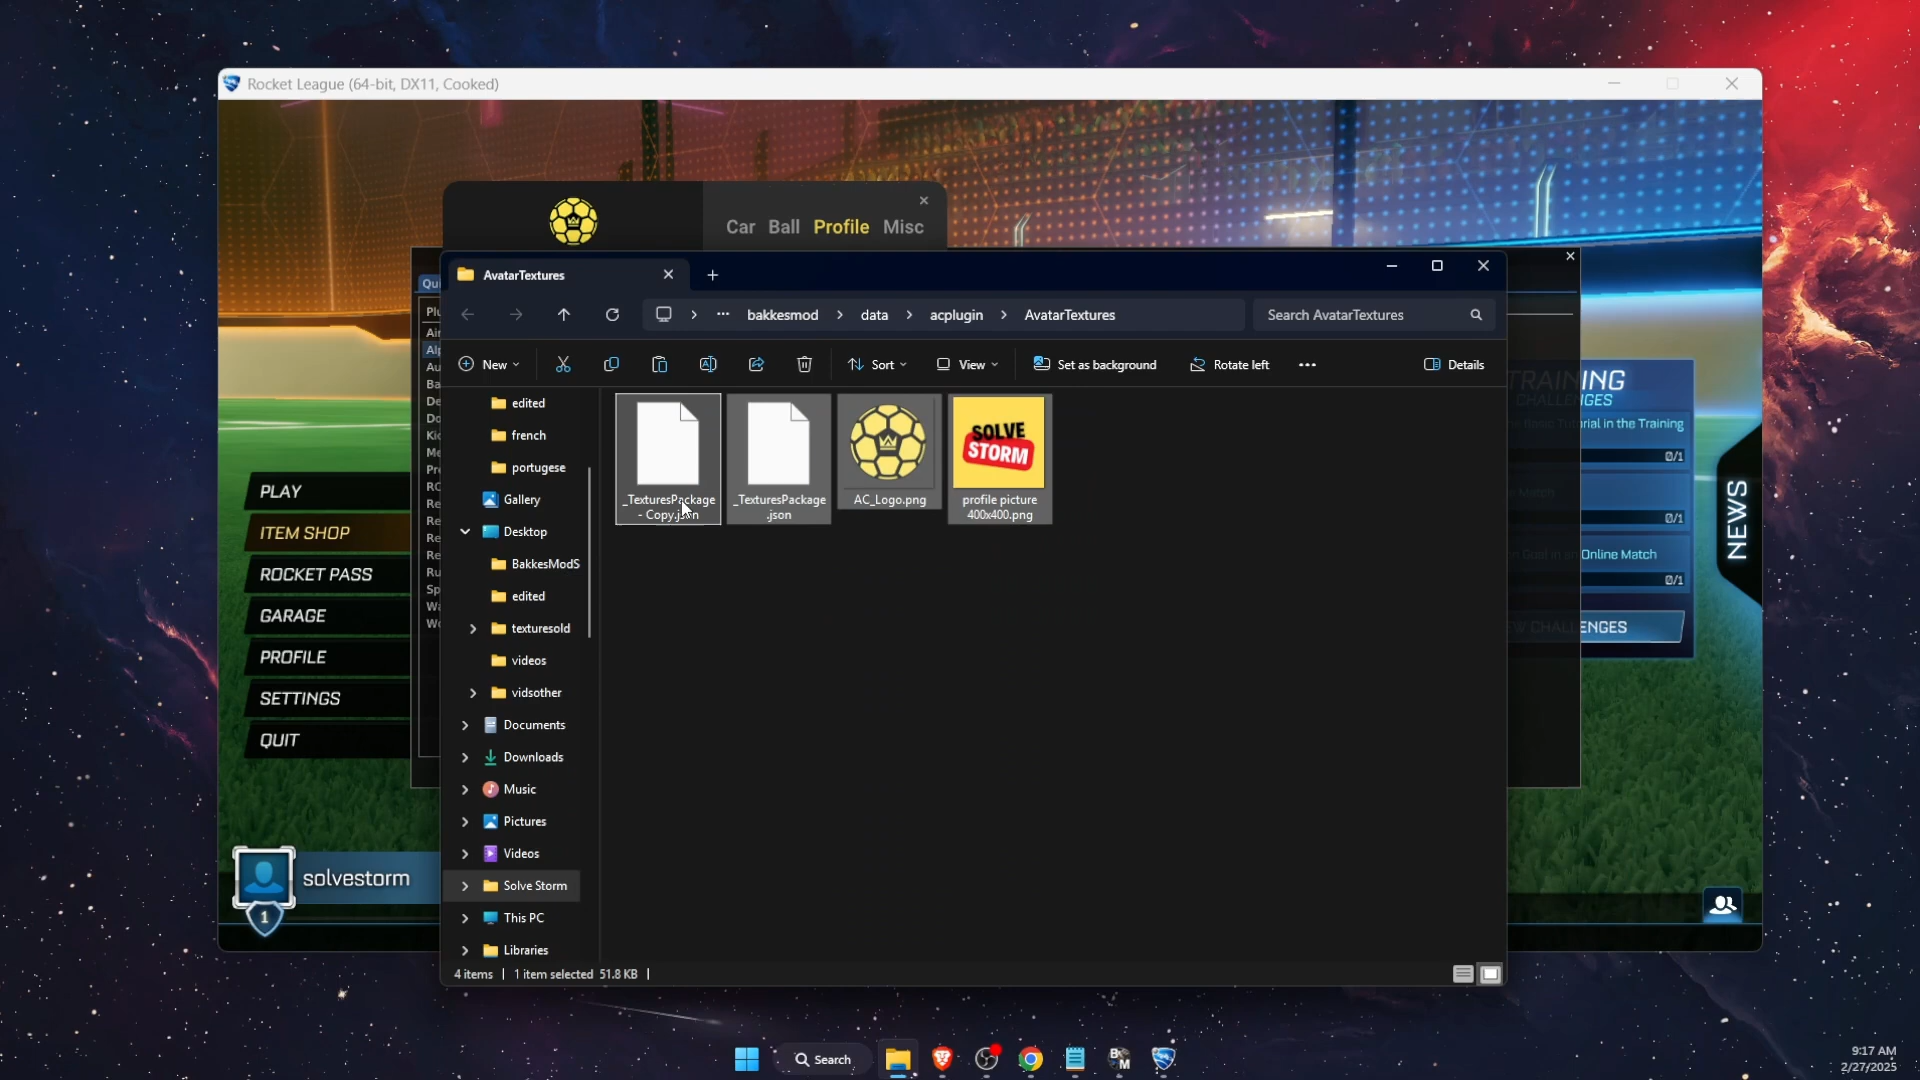 Rocket League (64-bit, DX11, Cooked)
Car Ball Profile Misc
AvatarTextures
bakkesmod > data > acplugin > AvatarTextures
Search AvatarTextures
New
Sort
View
Set as background
Rotate left
Details
edited
french
portugese
Gallery
Desktop
BakkesModS
edited
texturesold
videos
vidsother
Documents
Downloads
Music
Pictures
Videos
Solve Storm
This PC
Libraries
_TexturesPackage
- Copy.json
_TexturesPackage
.json
AC_Logo.png
SOLVE
STORM
profile picture
400x400.png
4 items
1 item selected 51.8 KB
PLAY
ITEM SHOP
ROCKET PASS
GARAGE
PROFILE
SETTINGS
QUIT
solvestorm
1
TRAINING
CHALLENGES
0/1
0/1
Online Match
0/1
NEWS
Search
9:17 AM
2/27/2025